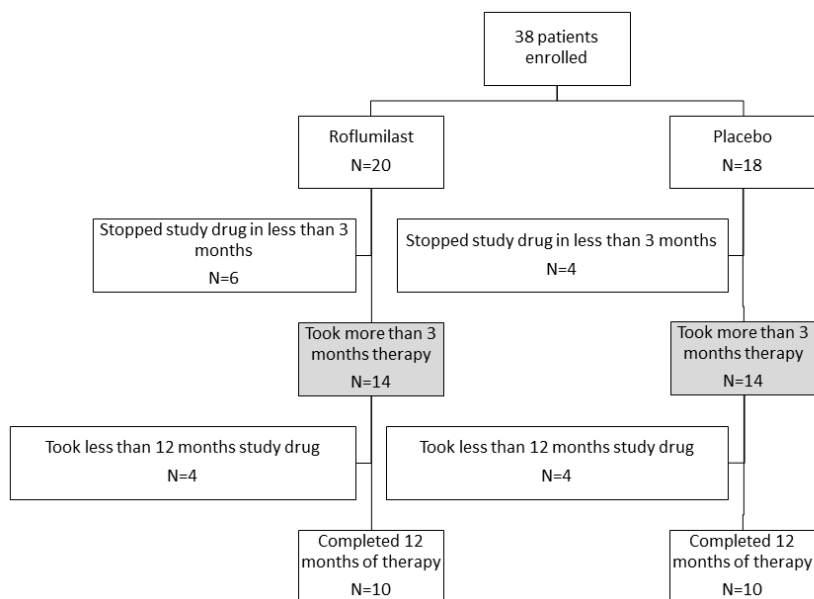 38 patients
enrolled
Roflumilast
N=20
Placebo
N=18
Stopped study drug in less than 3
months
N=6
Stopped study drug in less than 3 months
N=4
Took more than 3
months therapy
N=14
Took more than 3
months therapy
N=14
Took less than 12 months study drug
N=4
Took less than 12 months study drug
N=4
Completed 12
months of therapy
N=10
Completed 12
months of therapy
N=10